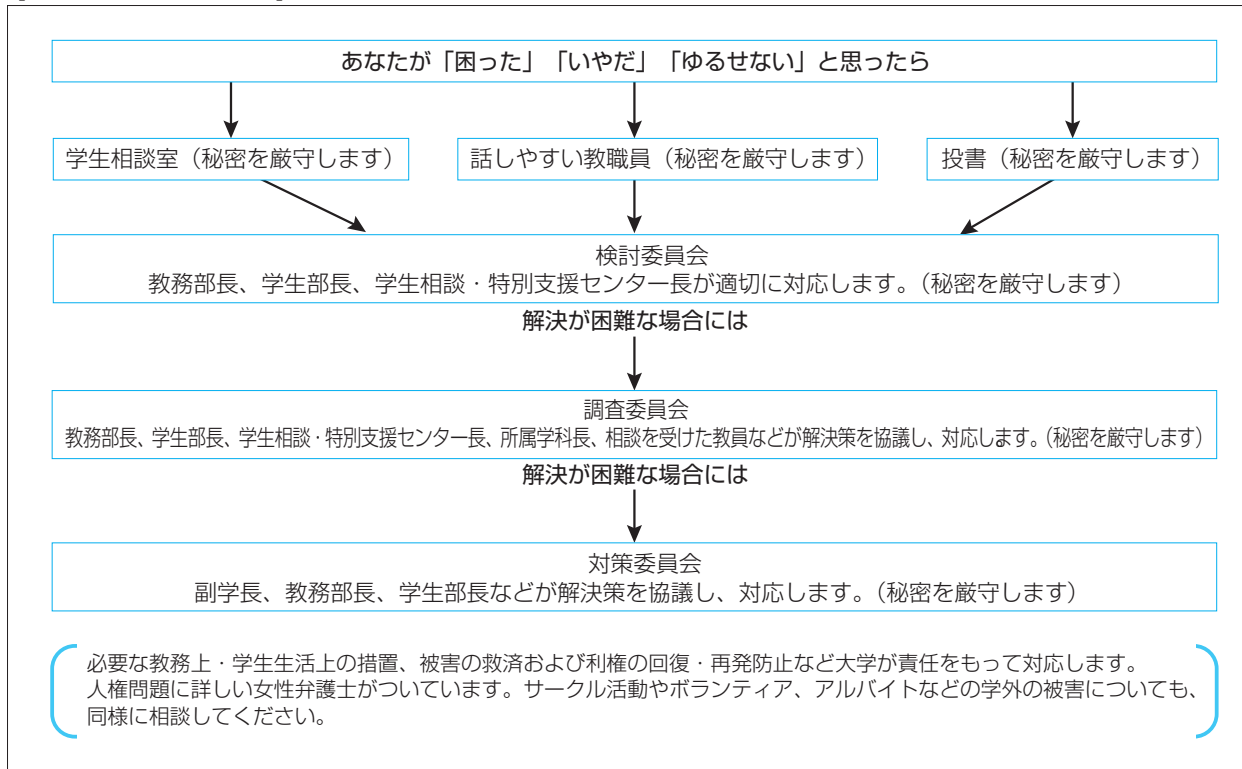 あなたが「困った」「いやだ」「ゆるせない」と思ったら
学生相談室（秘密を厳守します）
話しやすい教職員（秘密を厳守します）
投書（秘密を厳守します）
検討委員会
教務部長、学生部長、学生相談・特別支援センター長が適切に対応します。（秘密を厳守します）
解決が困難な場合には
調査委員会
教務部長、学生部長、学生相談・特別支援センター長、所属学科長、相談を受けた教員などが解決策を協議し、対応します。（秘密を厳守します）
解決が困難な場合には
対策委員会
副学長、教務部長、学生部長などが解決策を協議し、対応します。（秘密を厳守します）
必要な教務上・学生生活上の措置、被害の救済および利権の回復・再発防止など大学が責任をもって対応します。
人権問題に詳しい女性弁護士がついています。サークル活動やボランティア、アルバイトなどの学外の被害についても、
同様に相談してください。